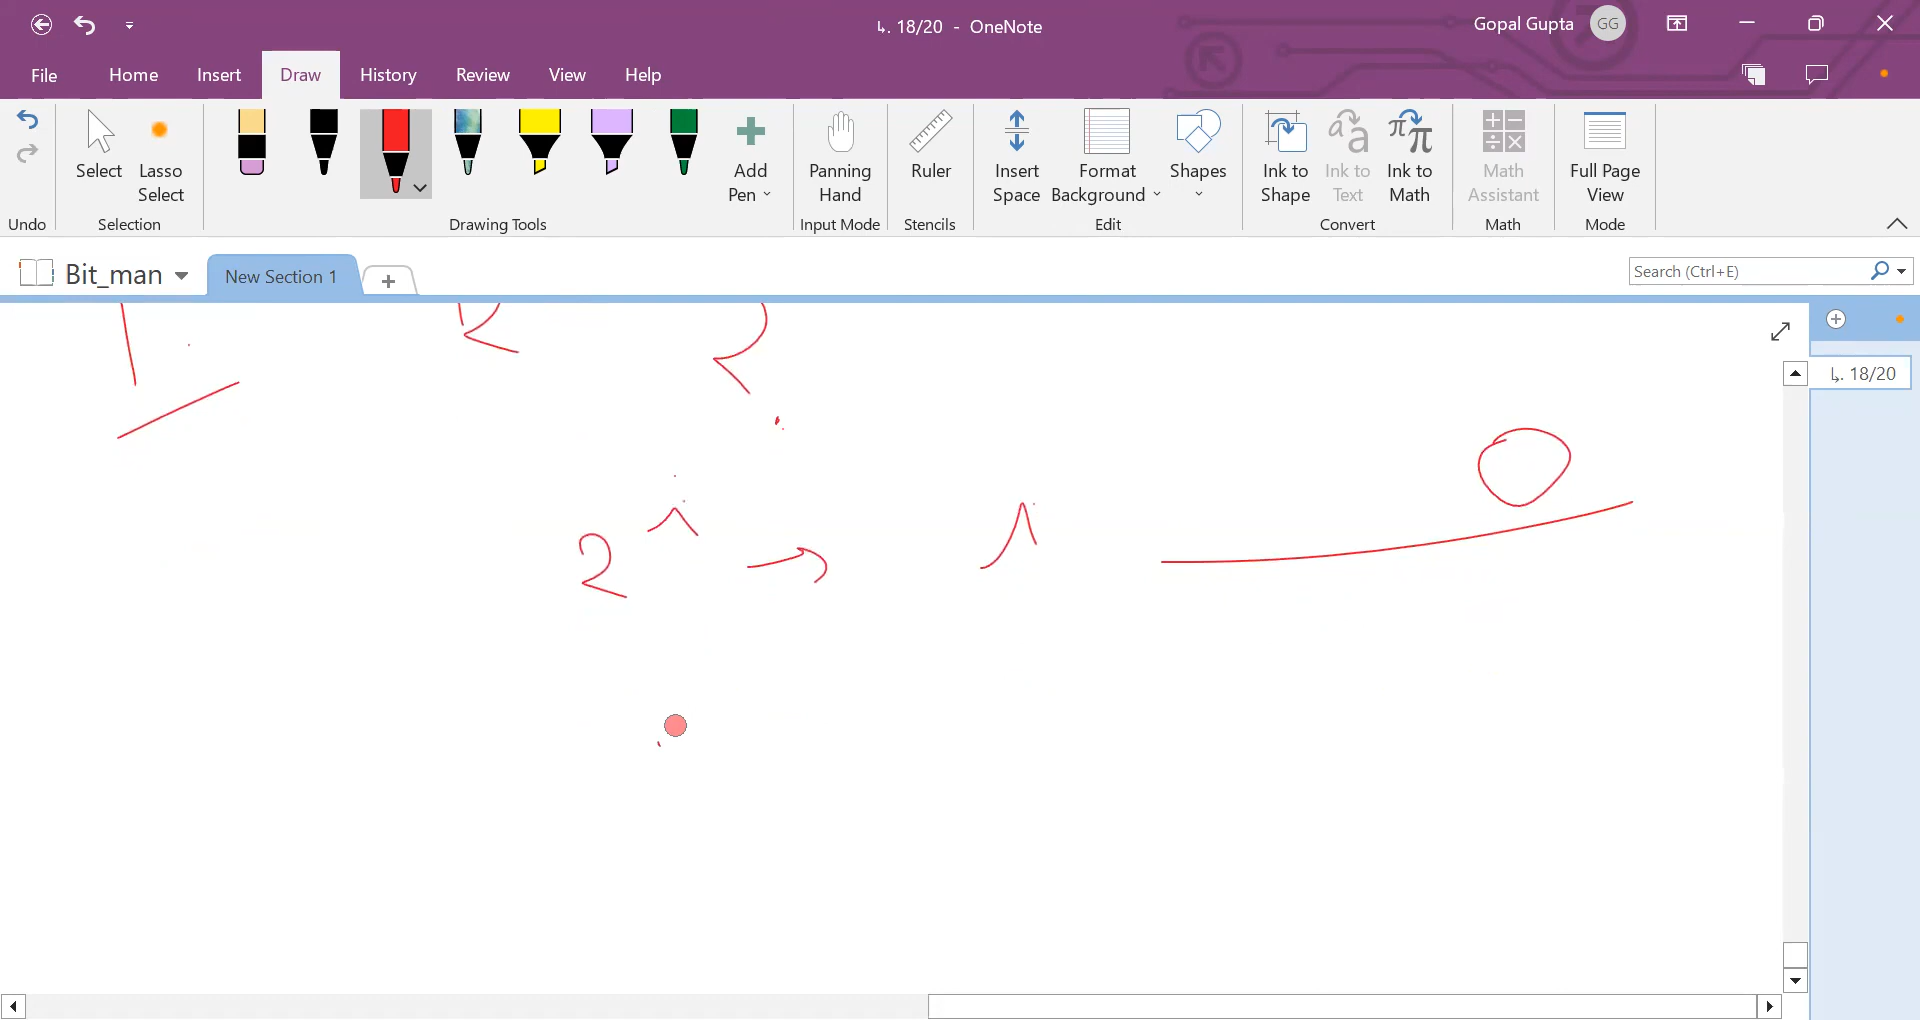 ↳. 18/20 - OneNote
Gopal Gupta GG
File Home Insert Draw History Review View Help
Select
Lasso Select
Add Pen
Panning Hand
Ruler
Insert Space
Format Background
Shapes
Ink to Shape
Ink to Text
Ink to Math
Math Assistant
Full Page View
Undo Selection Drawing Tools Input Mode Stencils Edit Convert Math Mode
Bit_man New Section 1 +
Search (Ctrl+E)
↳. 18/20
2 → 1 0